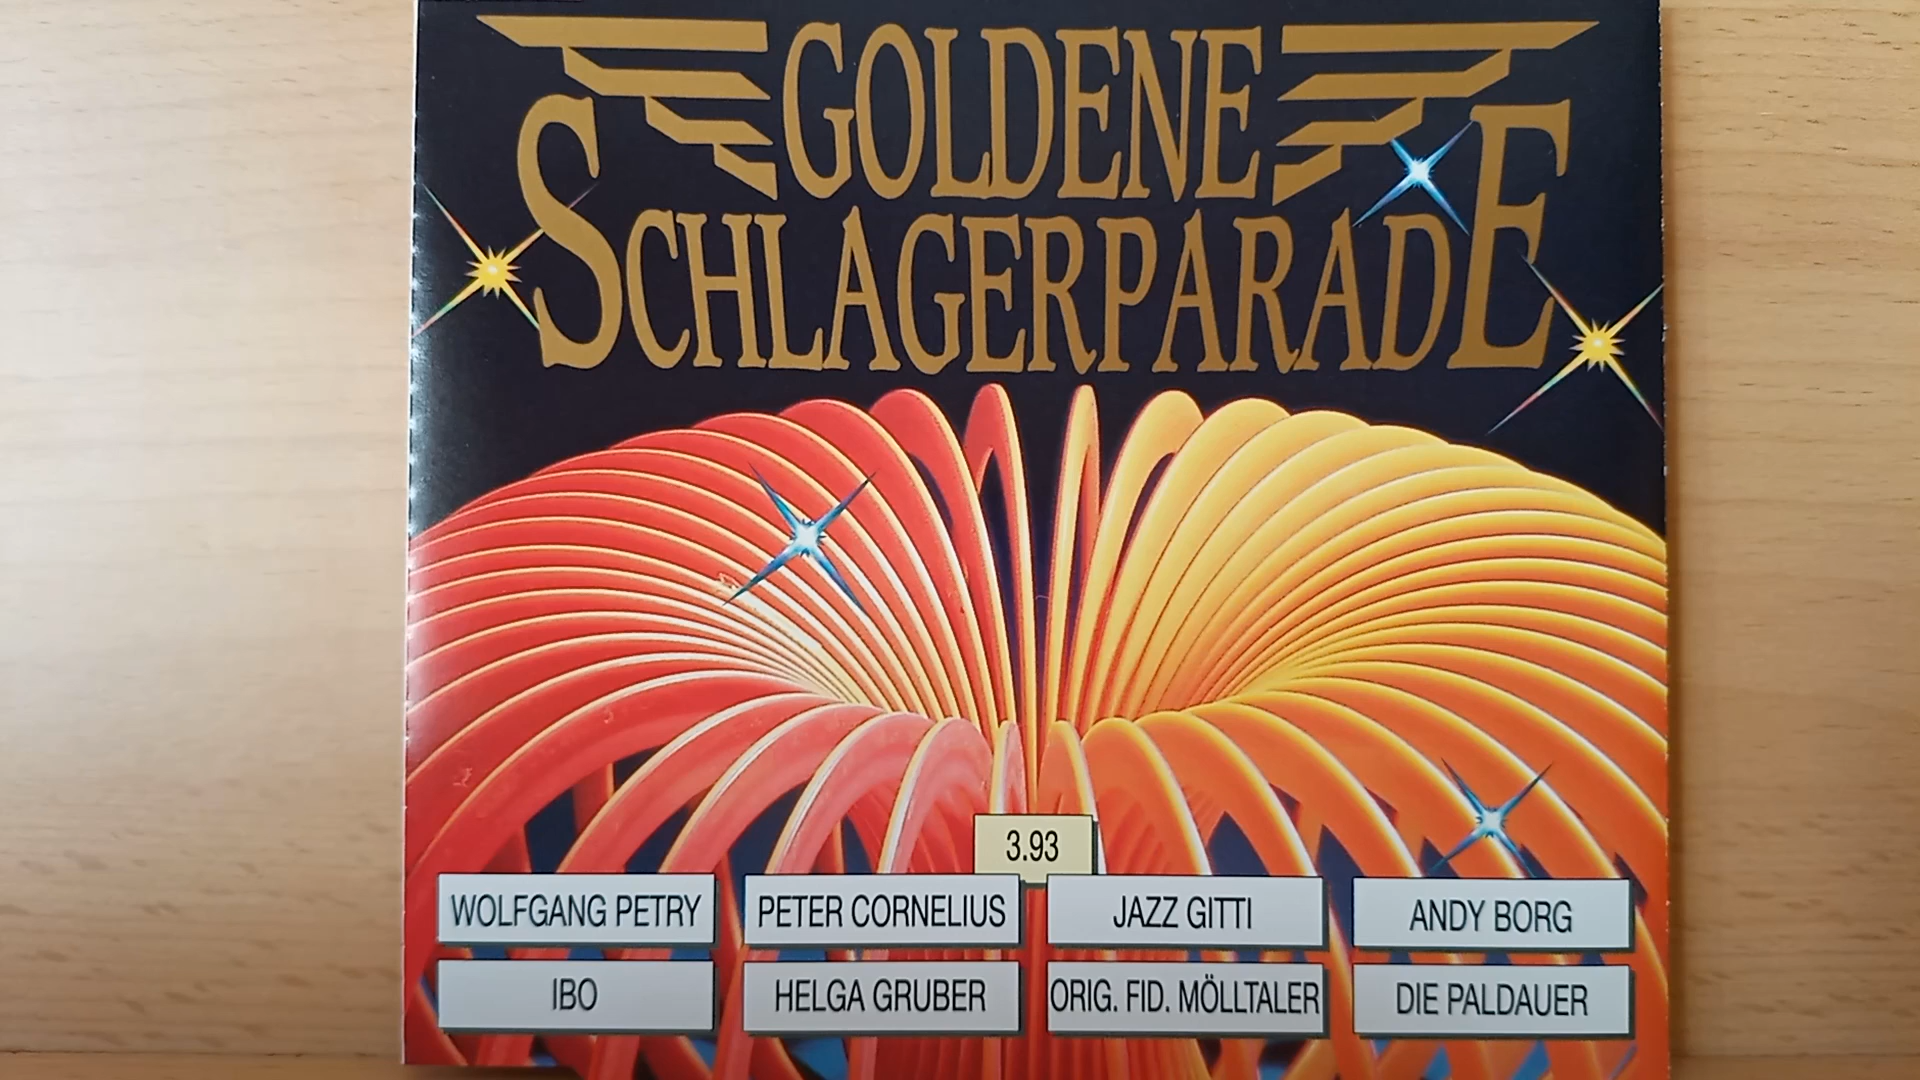 GOLDENE
SCHLAGERPARADE
3.93
WOLFGANG PETRY
PETER CORNELIUS
JAZZ GITTI
ANDY BORG
IBO
HELGA GRUBER
ORIG. FID. MÖLLTALER
DIE PALDAUER